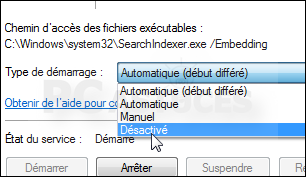 Chemin d'accès des fichiers exécutables :
C:\Windows\system32\SearchIndexer.exe /Embedding
Type de démarrage : Automatique (début différé)
Automatique (début différé)
Automatique
Obtenir de l'aide pour co
Manuel
Désactivé
État du service : Démarré
Démarrer Arrêter Suspendre Re